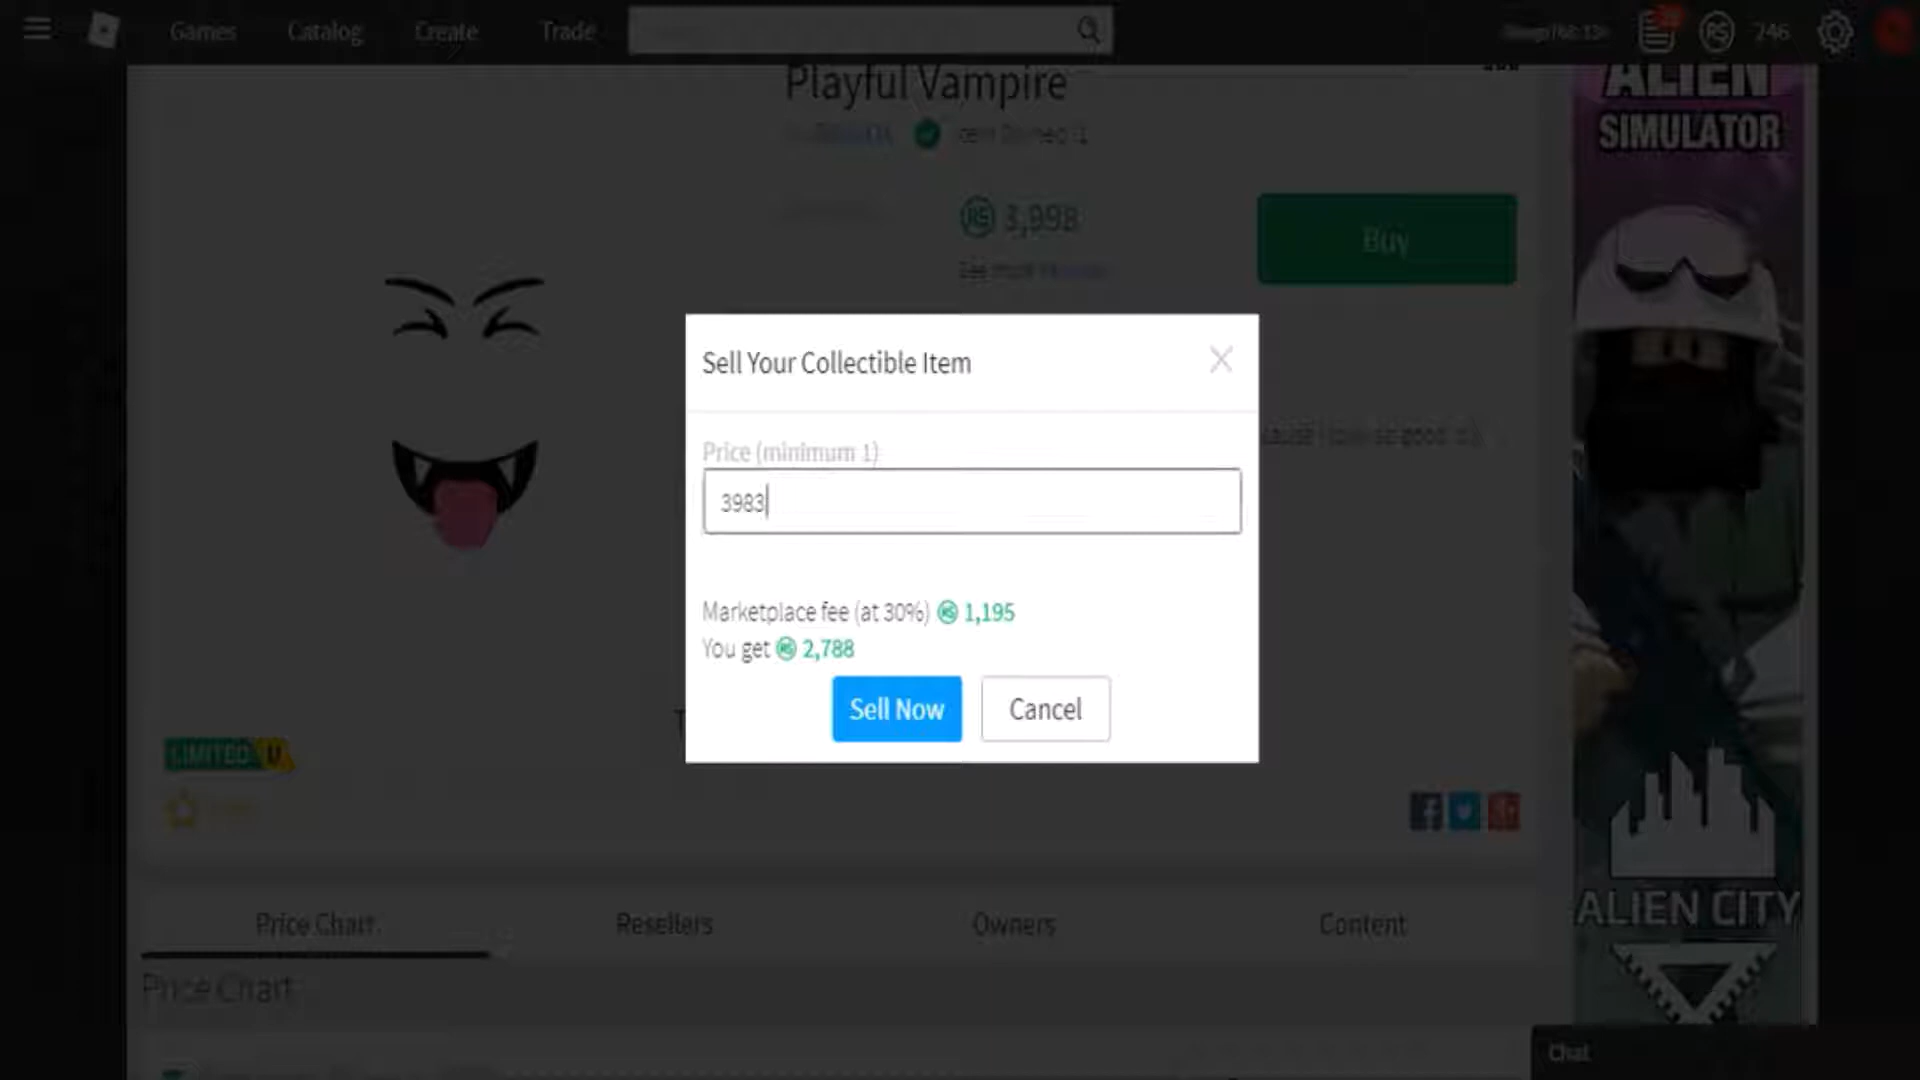 Games Catalog Create Trade
746
Playful Vampire
3,998
Buy
ALIEN
SIMULATOR
Sell Your Collectible Item
Price (minimum 1)
3983
Marketplace fee (at 30%) 1,195
You get 2,788
Sell Now Cancel
LIMITED U
ALIEN CITY
Price Chart Resellers Owners Content
Price Chart
Chat